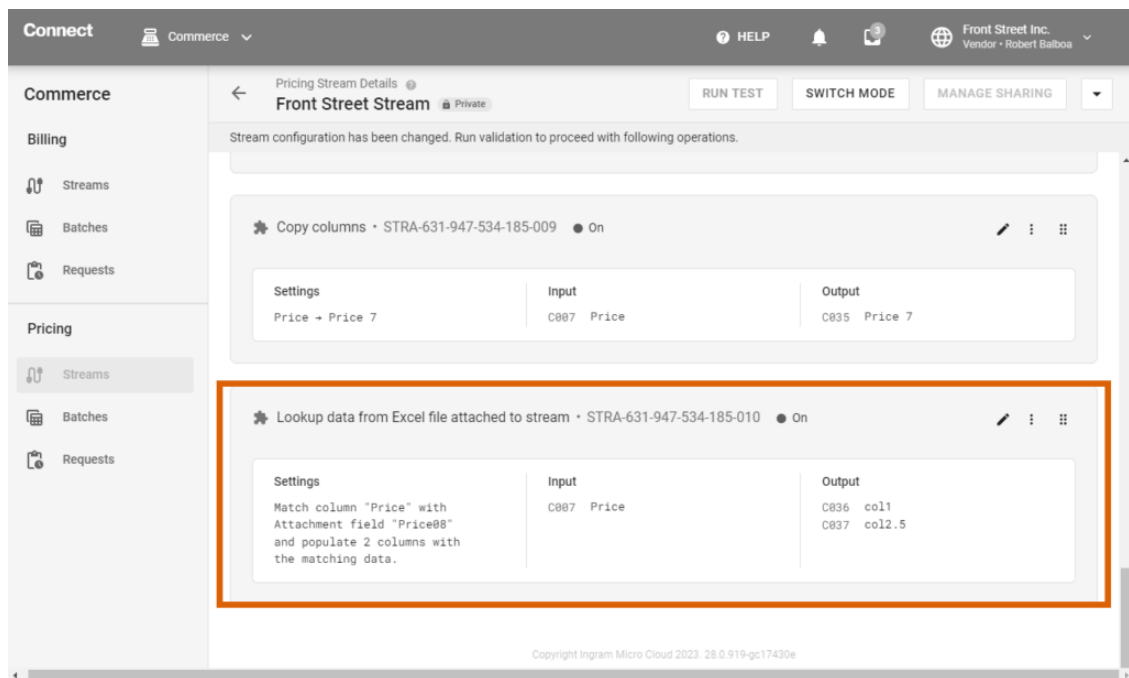 Connect
Commerce
HELP
3
Front Street Inc.
Vendor • Robert Balboa
Commerce
Billing
Streams
Batches
Requests
Pricing
Streams
Batches
Requests
Pricing Stream Details
Front Street Stream Private
RUN TEST
SWITCH MODE
MANAGE SHARING
Stream configuration has been changed. Run validation to proceed with following operations.
Copy columns • STRA-631-947-534-185-009 On
Settings
Price → Price 7
Input
C007 Price
Output
C035 Price 7
Lookup data from Excel file attached to stream • STRA-631-947-534-185-010 On
Settings
Match column "Price" with
Attachment field "Price08"
and populate 2 columns with
the matching data.
Input
C007 Price
Output
C036 col1
C037 col2.5
Copyright Ingram Micro Cloud 2023. 28.0.919-gc17430e